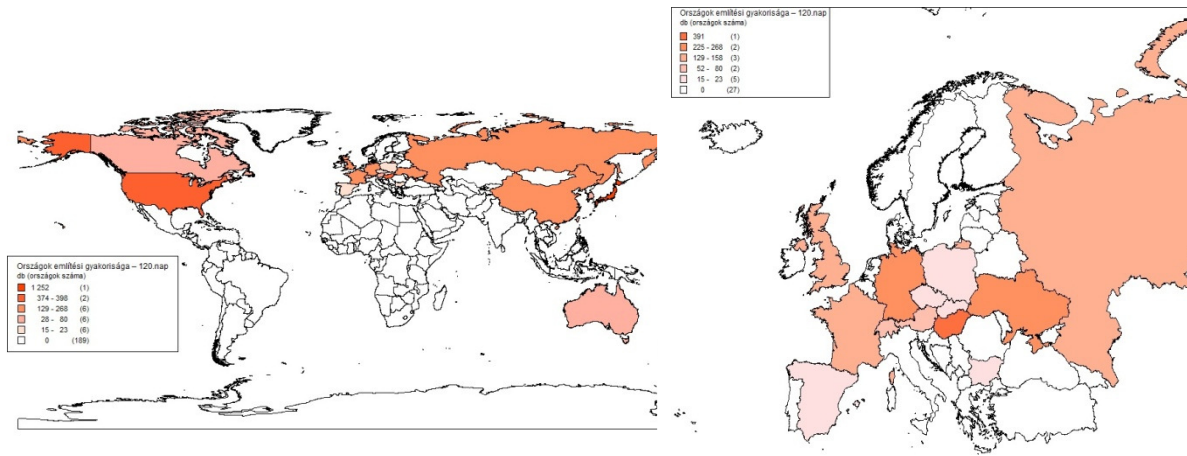 Országok említési gyakorisága – 120.nap
db (országok száma)
1 252 (1)
374 - 398 (2)
129 - 268 (6)
28 - 80 (6)
15 - 23 (6)
0 (189)
Országok említési gyakorisága – 120.nap
db (országok száma)
391 (1)
225 - 268 (2)
129 - 158 (3)
52 - 80 (2)
15 - 23 (5)
0 (27)